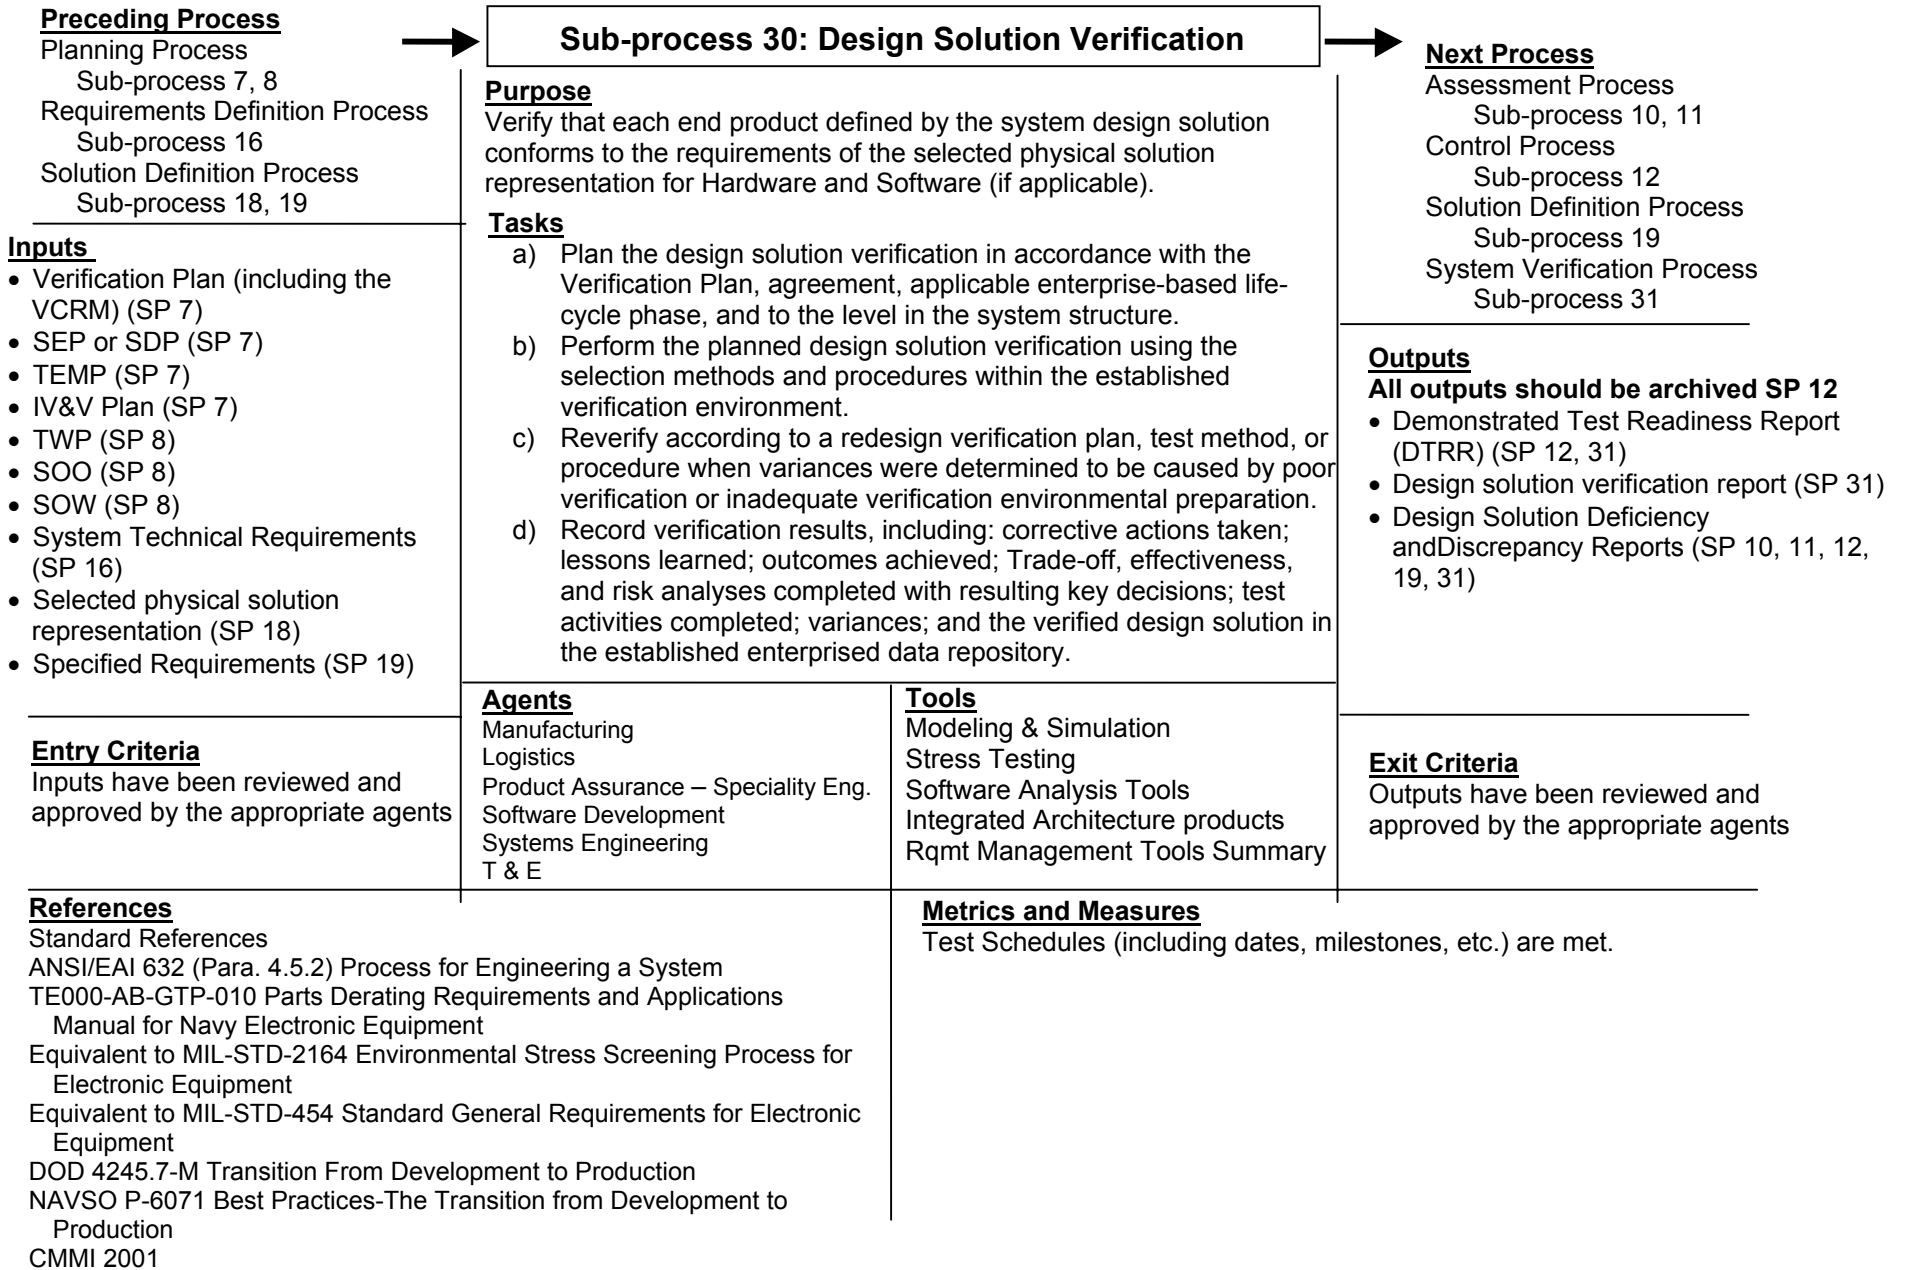 Preceding Process
Planning Process
Sub-process 7, 8
Requirements Definition Process
Sub-process 16
Solution Definition Process
Sub-process 18, 19
Sub-process 30: Design Solution Verification
Next Process
Assessment Process
Sub-process 10, 11
Control Process
Sub-process 12
Solution Definition Process
Sub-process 19
System Verification Process
Sub-process 31
Purpose
Verify that each end product defined by the system design solution
conforms to the requirements of the selected physical solution
representation for Hardware and Software (if applicable).
Inputs
• Verification Plan (including the
VCRM) (SP 7)
• SEP or SDP (SP 7)
• TEMP (SP 7)
• IV&V Plan (SP 7)
• TWP (SP 8)
• SOO (SP 8)
• SOW (SP 8)
• System Technical Requirements
(SP 16)
• Selected physical solution
representation (SP 18)
• Specified Requirements (SP 19)
Tasks
a) Plan the design solution verification in accordance with the
Verification Plan, agreement, applicable enterprise-based life-
cycle phase, and to the level in the system structure.
b) Perform the planned design solution verification using the
selection methods and procedures within the established
verification environment.
c) Reverify according to a redesign verification plan, test method, or
procedure when variances were determined to be caused by poor
verification or inadequate verification environmental preparation.
d) Record verification results, including: corrective actions taken;
lessons learned; outcomes achieved; Trade-off, effectiveness,
and risk analyses completed with resulting key decisions; test
activities completed; variances; and the verified design solution in
the established enterprised data repository.
Outputs
All outputs should be archived SP 12
• Demonstrated Test Readiness Report
(DTRR) (SP 12, 31)
• Design solution verification report (SP 31)
• Design Solution Deficiency
andDiscrepancy Reports (SP 10, 11, 12,
19, 31)
Entry Criteria
Inputs have been reviewed and
approved by the appropriate agents
Agents
Manufacturing
Logistics
Product Assurance – Speciality Eng.
Software Development
Systems Engineering
T & E
Tools
Modeling & Simulation
Stress Testing
Software Analysis Tools
Integrated Architecture products
Rqmt Management Tools Summary
Exit Criteria
Outputs have been reviewed and
approved by the appropriate agents
References
Standard References
ANSI/EAI 632 (Para. 4.5.2) Process for Engineering a System
TE000-AB-GTP-010 Parts Derating Requirements and Applications
Manual for Navy Electronic Equipment
Equivalent to MIL-STD-2164 Environmental Stress Screening Process for
Electronic Equipment
Equivalent to MIL-STD-454 Standard General Requirements for Electronic
Equipment
DOD 4245.7-M Transition From Development to Production
NAVSO P-6071 Best Practices-The Transition from Development to
Production
CMMI 2001
Metrics and Measures
Test Schedules (including dates, milestones, etc.) are met.